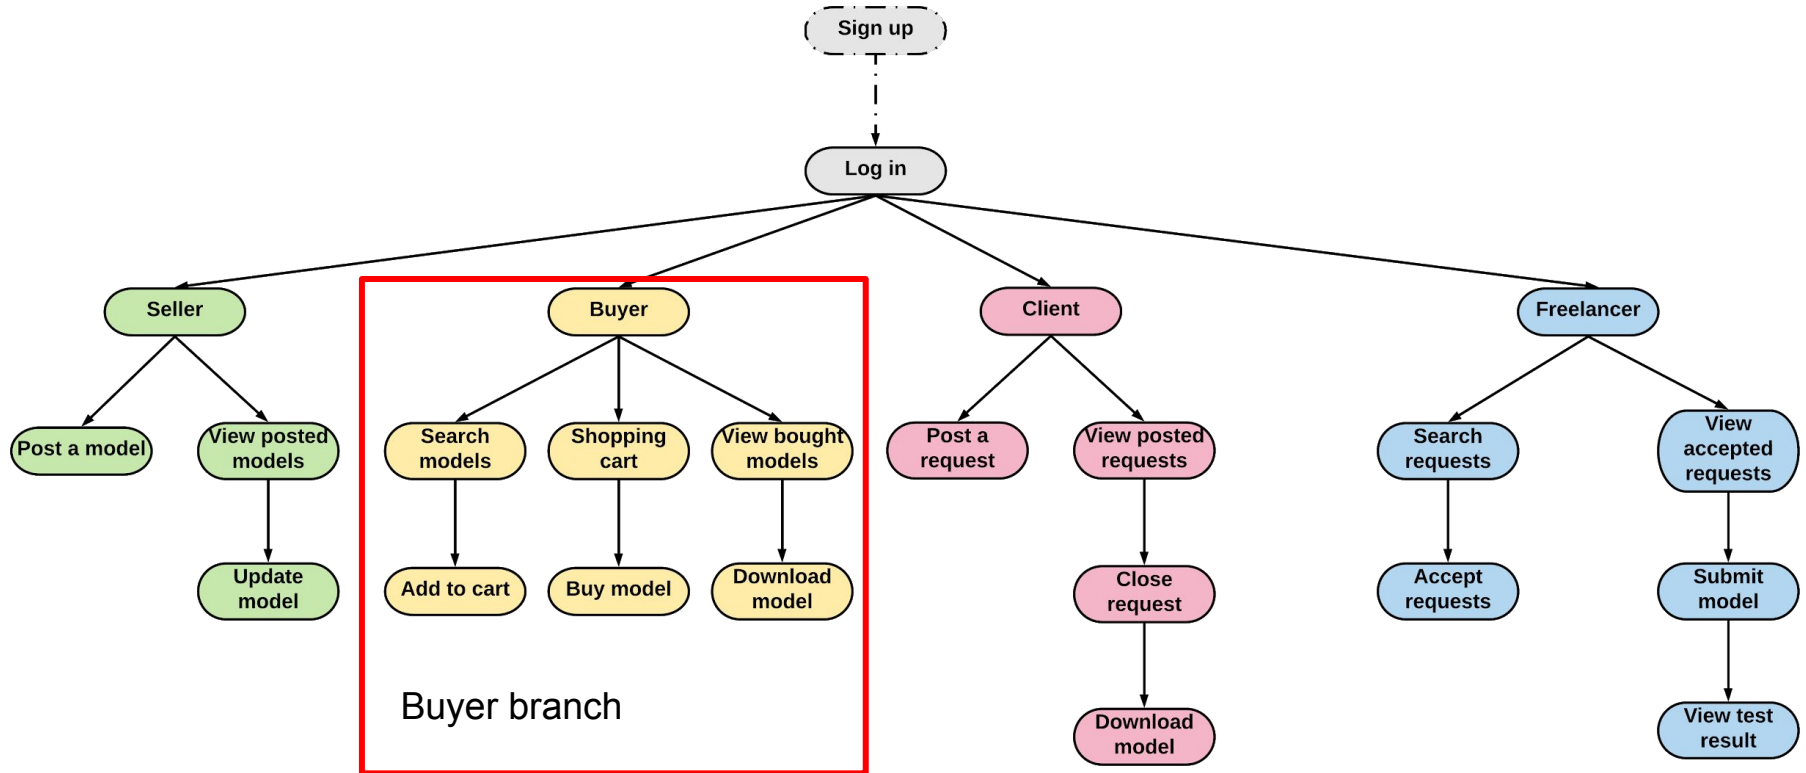 Sign up
Log in
Seller
Buyer
Client
Freelancer
Post a model
View posted
models
Search
models
Shopping
cart
View bought
models
Post a
request
View posted
requests
Search
requests
View
accepted
requests
Update
model
Add to cart
Buy model
Download
model
Close
request
Accept
requests
Submit
model
Buyer branch
Download
model
View test
result